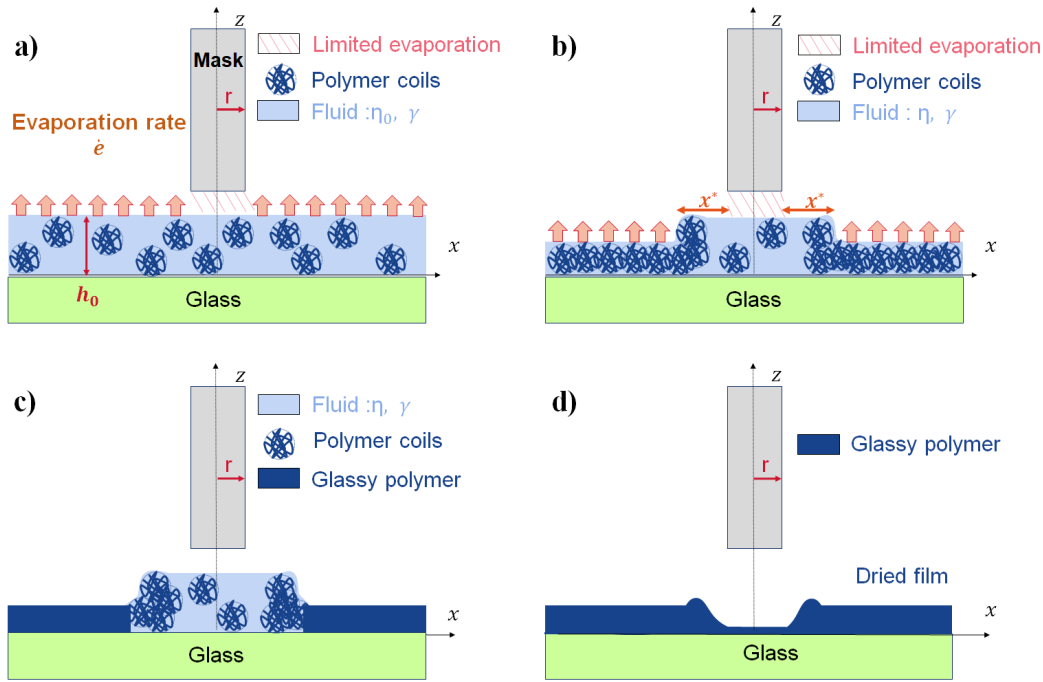 a)
z
Mask
r
Limited evaporation
Polymer coils
Fluid :η₀, γ
Evaporation rate
ė
x
h₀
Glass
b)
z
r
Limited evaporation
Polymer coils
Fluid : η, γ
x*
x*
x
Glass
c)
z
r
Fluid :η, γ
Polymer coils
Glassy polymer
x
Glass
d)
z
r
Glassy polymer
Dried film
x
Glass